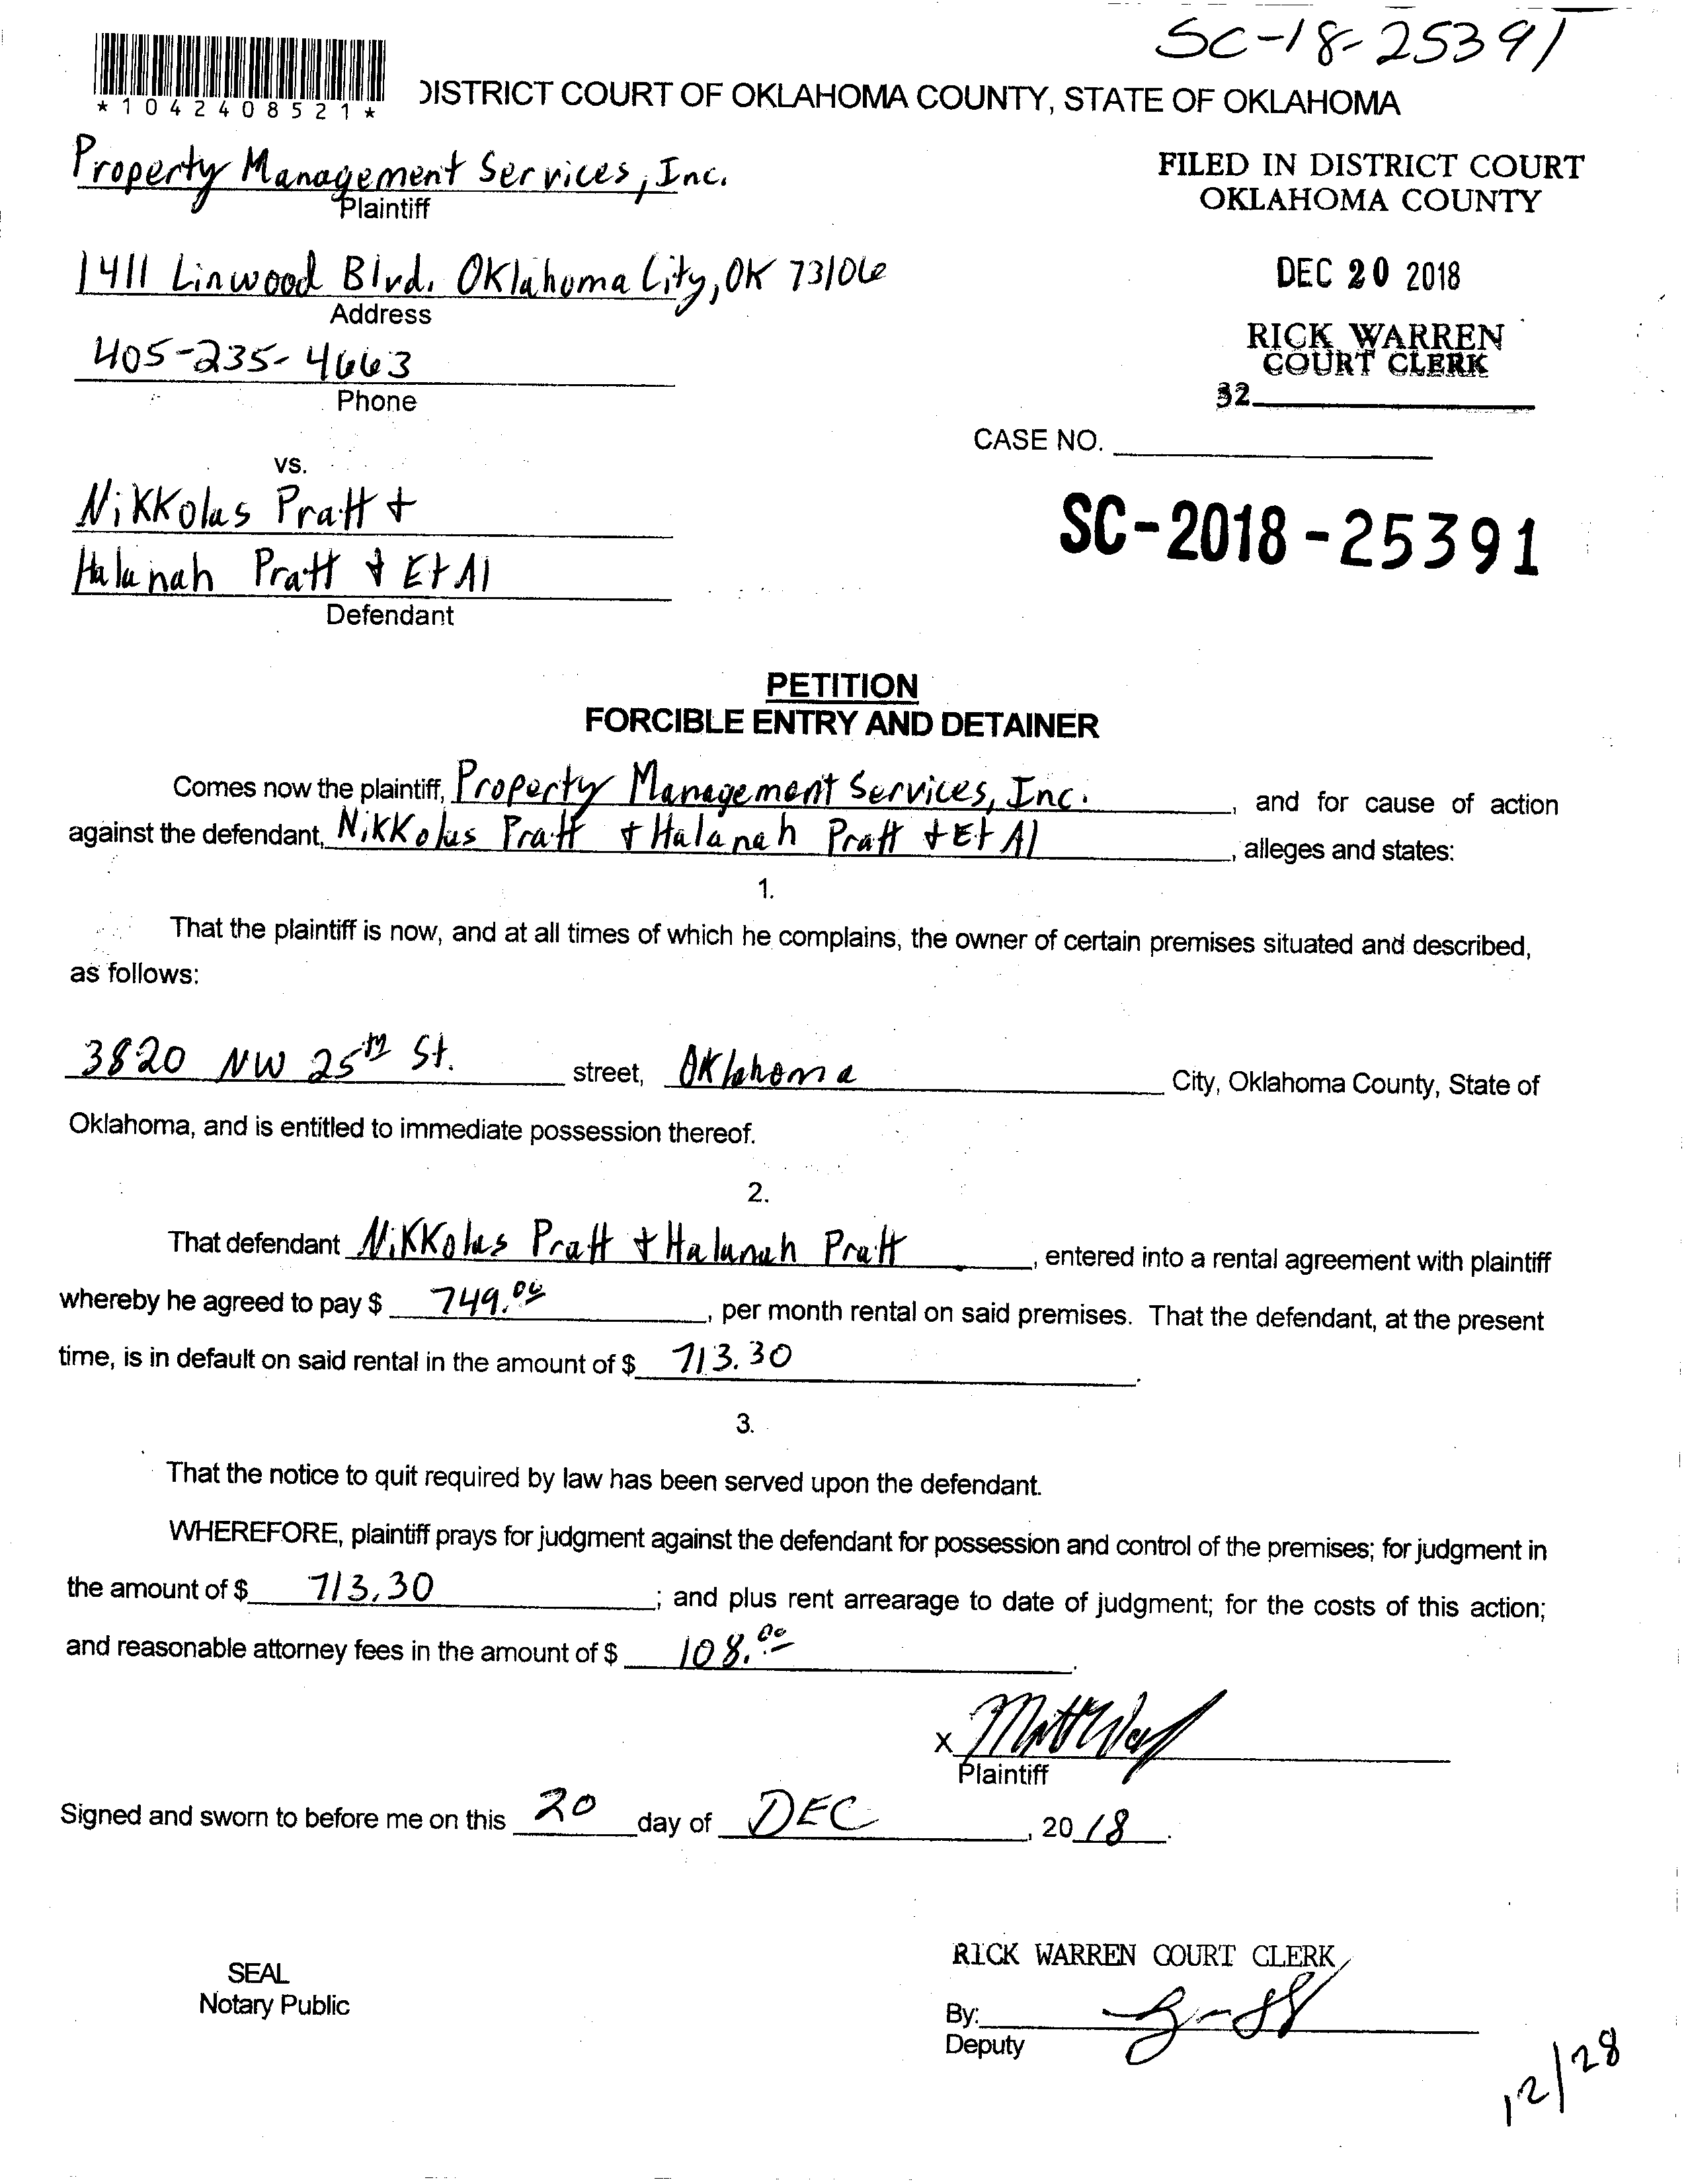 SC-18-25391
*1042408521*
DISTRICT COURT OF OKLAHOMA COUNTY, STATE OF OKLAHOMA
Property Management Services, Inc.
Plaintiff
FILED IN DISTRICT COURT
OKLAHOMA COUNTY
1411 Linwood Blvd. Oklahoma City, OK 73106
Address
DEC 20 2018
405-235-4663
Phone
RICK WARREN
COURT CLERK
32
CASE NO.
vs.
Nikkolas Pratt +
Halanah Pratt + Et Al
Defendant
SC-2018-25391
PETITION
FORCIBLE ENTRY AND DETAINER
Comes now the plaintiff, Property Management Services, Inc. , and for cause of action
against the defendant, Nikkolas Pratt + Halanah Pratt + Et Al , alleges and states:
1.
That the plaintiff is now, and at all times of which he complains, the owner of certain premises situated and described,
as follows:
3820 NW 25th St. street, Oklahoma City, Oklahoma County, State of
Oklahoma, and is entitled to immediate possession thereof.
2.
That defendant Nikkolas Pratt + Halanah Pratt , entered into a rental agreement with plaintiff
whereby he agreed to pay $ 749.00 , per month rental on said premises. That the defendant, at the present
time, is in default on said rental in the amount of $ 713.30 .
3.
That the notice to quit required by law has been served upon the defendant.
WHEREFORE, plaintiff prays for judgment against the defendant for possession and control of the premises; for judgment in
the amount of $ 713.30 ; and plus rent arrearage to date of judgment; for the costs of this action;
and reasonable attorney fees in the amount of $ 108.00 .
X
Plaintiff
Signed and sworn to before me on this 20 day of DEC , 2018 .
RICK WARREN COURT CLERK
SEAL
Notary Public
By:
Deputy
12/28